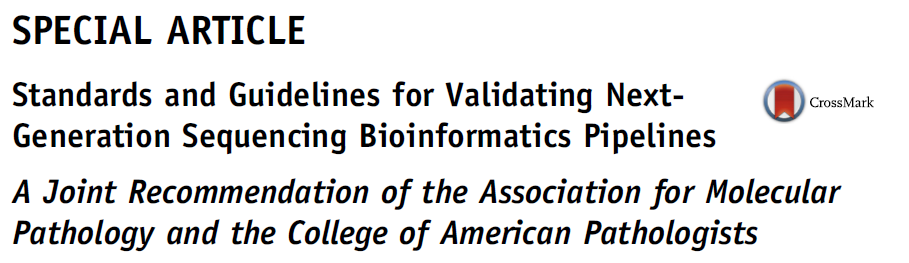 SPECIAL ARTICLE
Standards and Guidelines for Validating Next-
Generation Sequencing Bioinformatics Pipelines
CrossMark
A Joint Recommendation of the Association for Molecular
Pathology and the College of American Pathologists